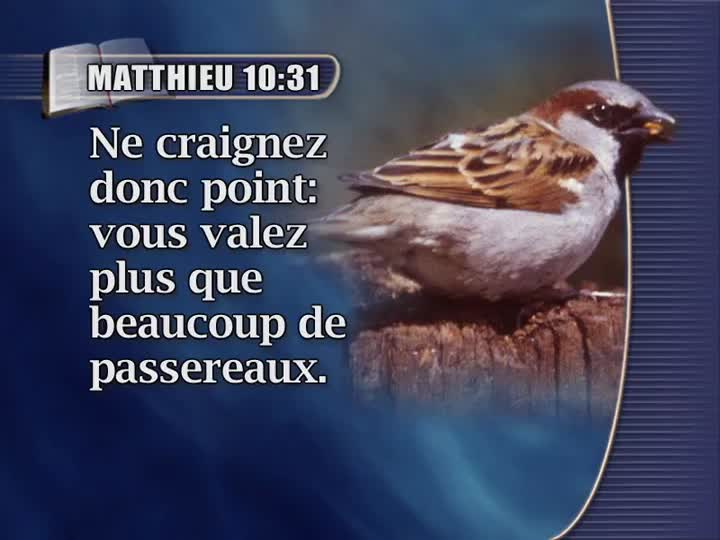 MATTHIEU 10:31
Ne craignez
donc point:
vous valez
plus que
beaucoup de
passereaux.